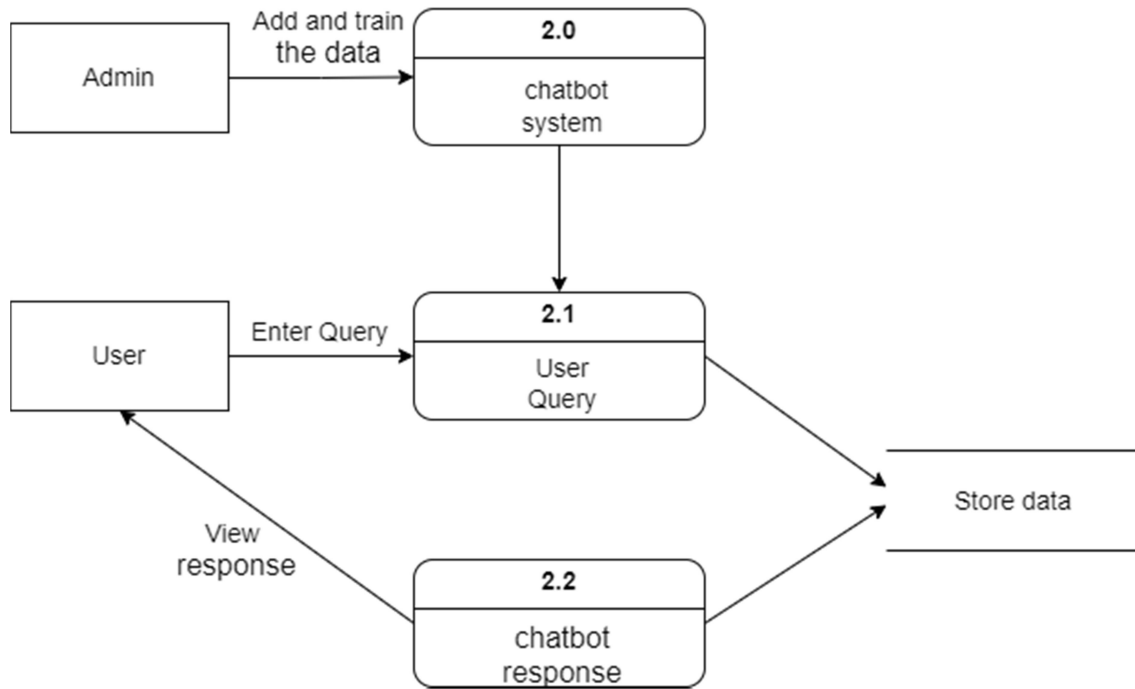 Add and train
the data
Admin
2.0
chatbot
system
Enter Query
User
2.1
User
Query
Store data
View
response
2.2
chatbot
response